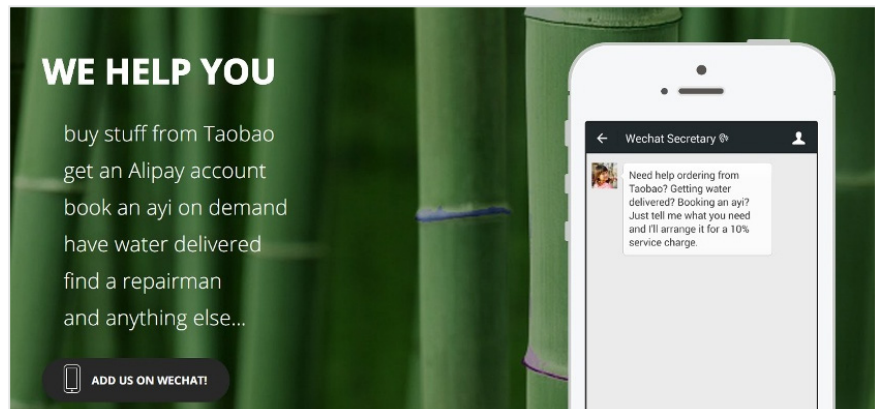 WE HELP YOU
buy stuff from Taobao
get an Alipay account
book an ayi on demand
have water delivered
find a repairman
and anything else...
ADD US ON WECHAT!
Wechat Secretary
Need help ordering from
Taobao? Getting water
delivered? Booking an ayi?
Just tell me what you need
and I'll arrange it for a 10%
service charge.